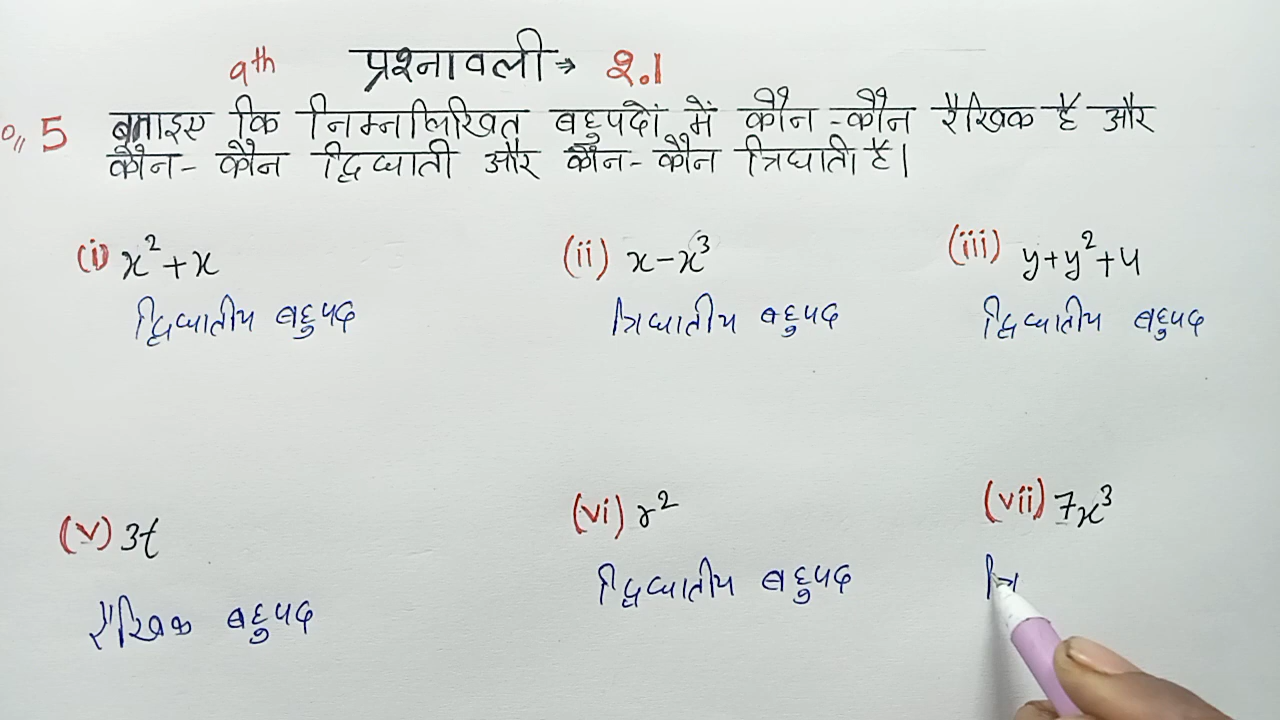 9th प्रश्नावली → 2.1
5 बताइए कि निम्नलिखित बहुपदों में कौन-कौन रैखिक हैं और
कौन-कौन द्विघाती और कौन-कौन त्रिघाती हैं।
(i) x²+x (ii) x-x³ (iii) y+y²+4
द्विघातीय बहुपद त्रिघातीय बहुपद द्विघातीय बहुपद
(v) 3t (vi) r² (vii) 7x³
रैखिक बहुपद द्विघातीय बहुपद त्रि